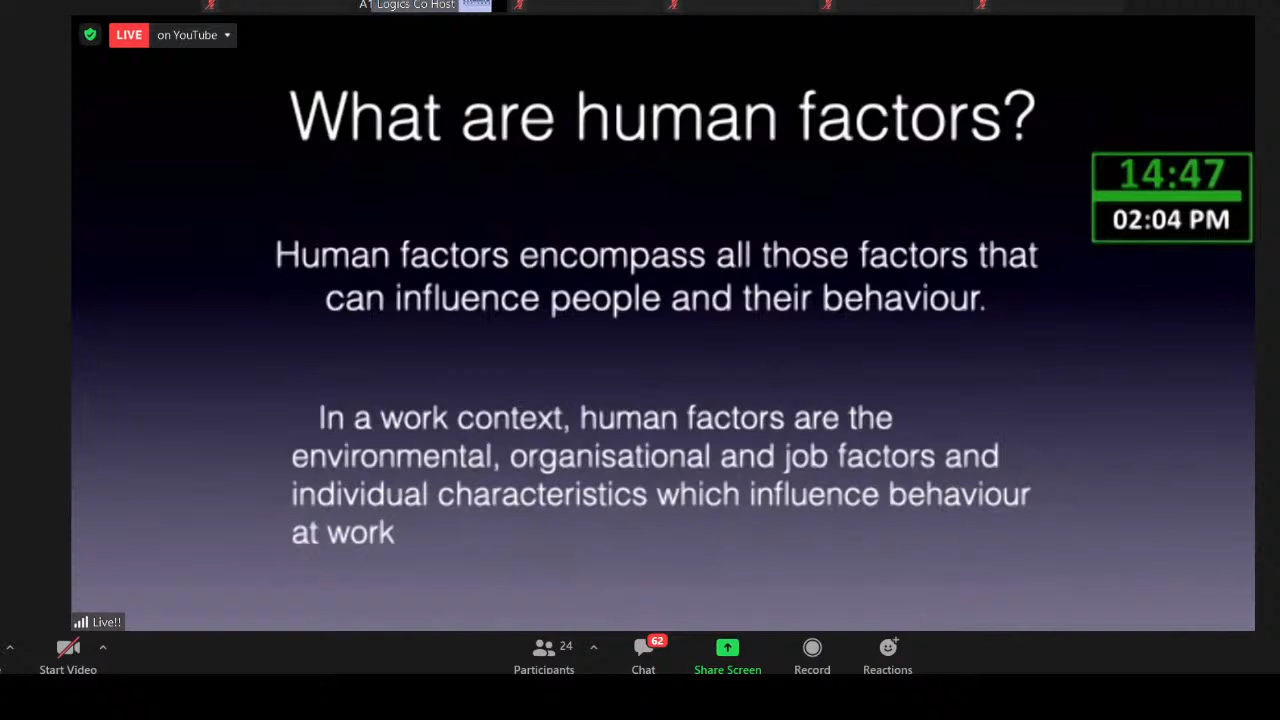 A1 Logics Co Host
LIVE on YouTube
What are human factors?
14:47
02:04 PM
Human factors encompass all those factors that
can influence people and their behaviour.
In a work context, human factors are the
environmental, organisational and job factors and
individual characteristics which influence behaviour
at work
Live!!
24
62
Start Video
Participants
Chat
Share Screen
Record
Reactions